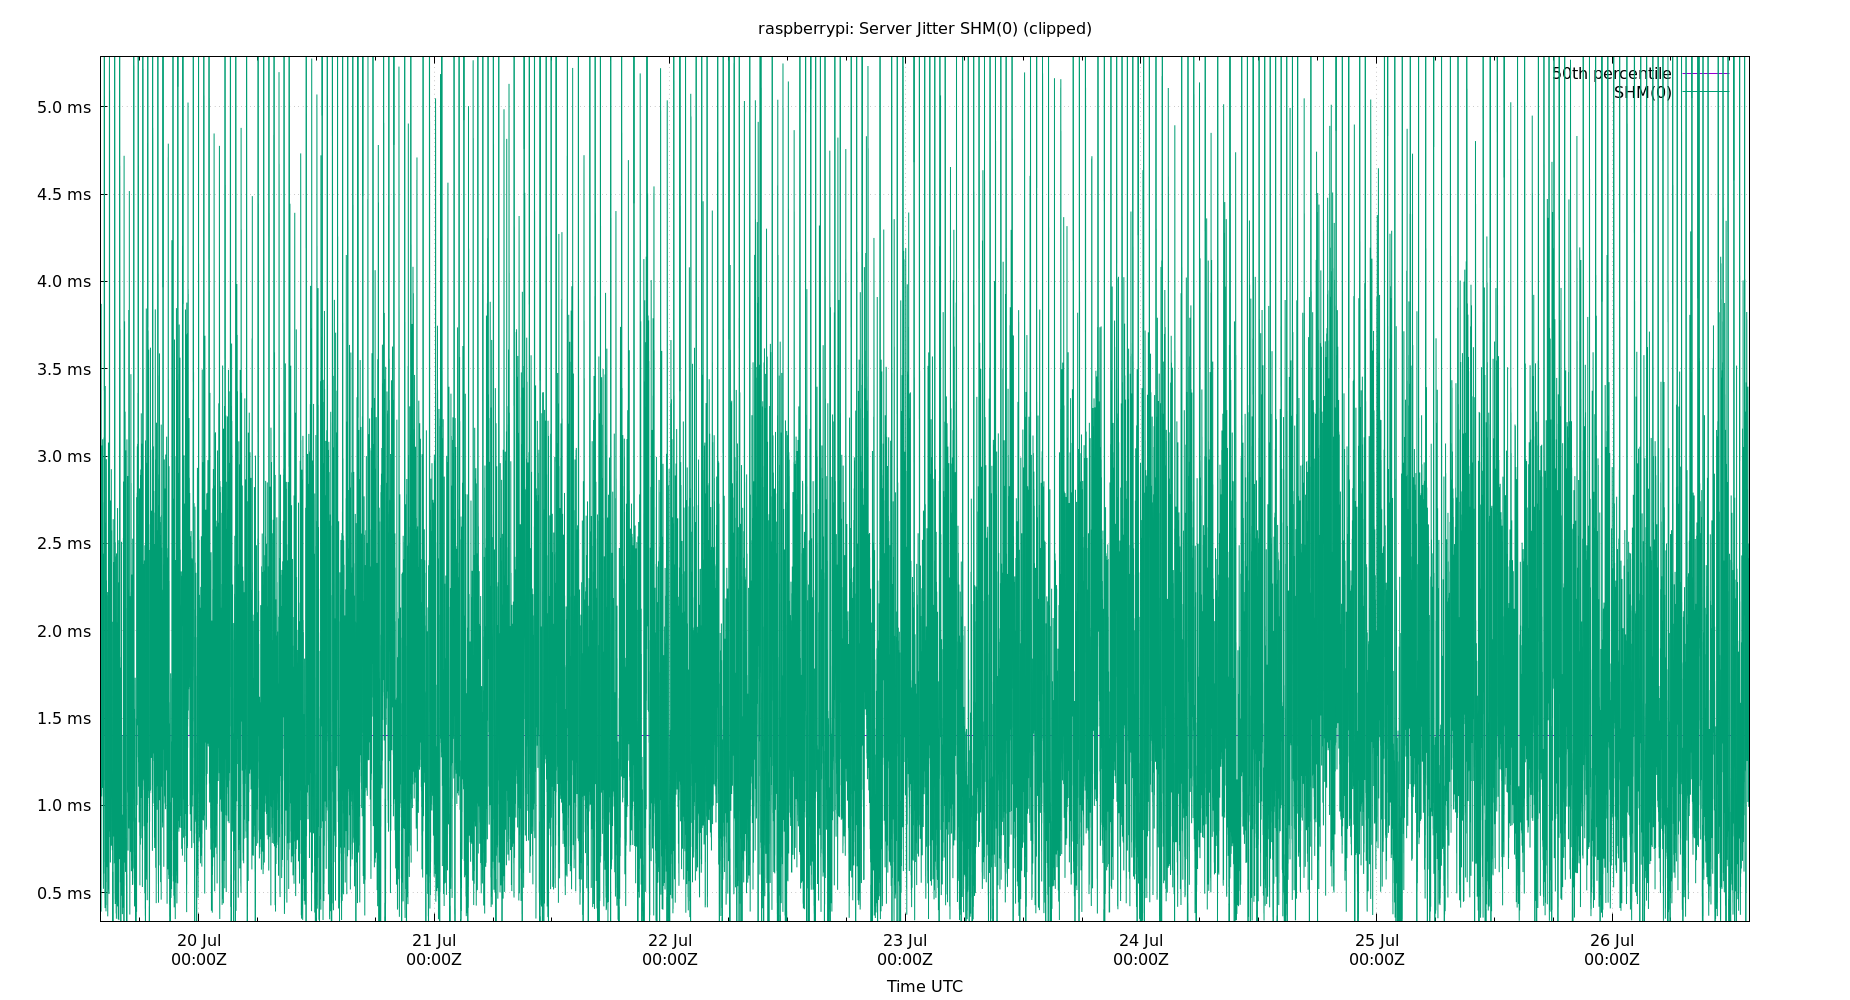 raspberrypi: Server Jitter SHM(0) (clipped)
50th percentile
SHM(0)
5.0 ms
4.5 ms
4.0 ms
3.5 ms
3.0 ms
2.5 ms
2.0 ms
1.5 ms
1.0 ms
0.5 ms
20 Jul 21 Jul 22 Jul 23 Jul 24 Jul 25 Jul 26 Jul
00:00Z 00:00Z 00:00Z 00:00Z 00:00Z 00:00Z 00:00Z
Time UTC